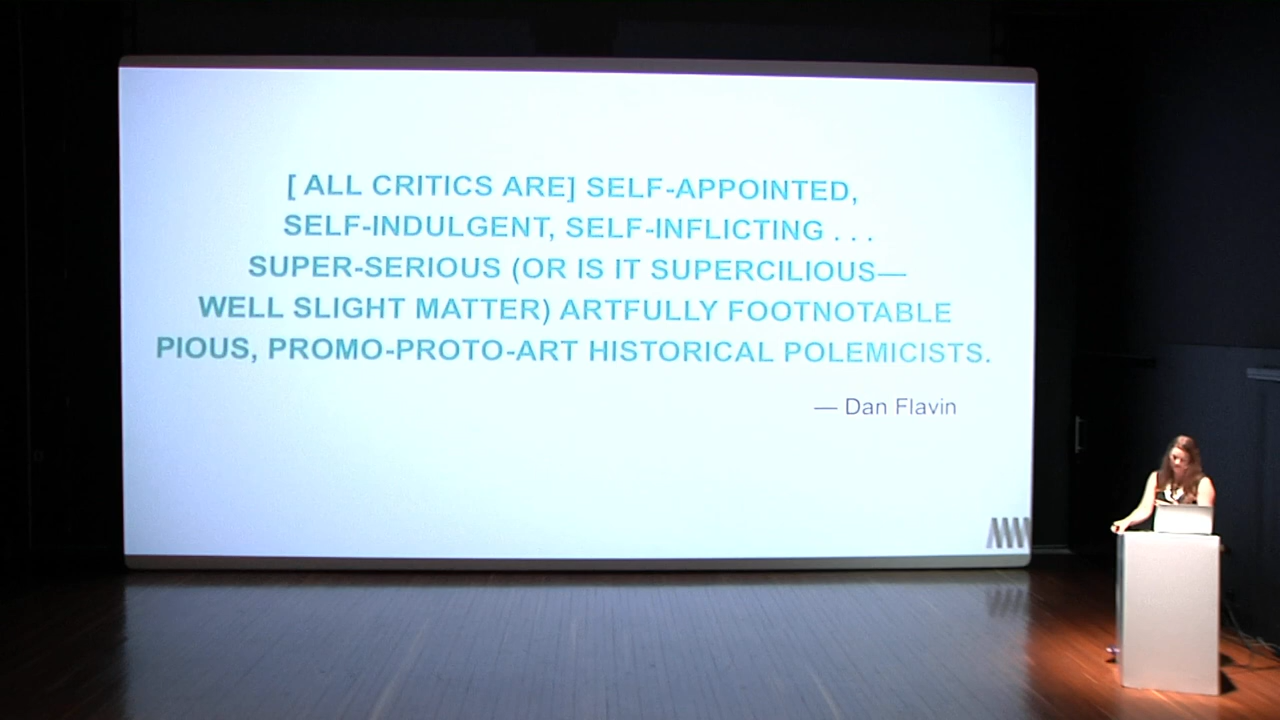 [ ALL CRITICS ARE] SELF-APPOINTED,
SELF-INDULGENT, SELF-INFLICTING . . .
SUPER-SERIOUS (OR IS IT SUPERCILIOUS—
WELL SLIGHT MATTER) ARTFULLY FOOTNOTABLE
PIOUS, PROMO-PROTO-ART HISTORICAL POLEMICISTS.
— Dan Flavin